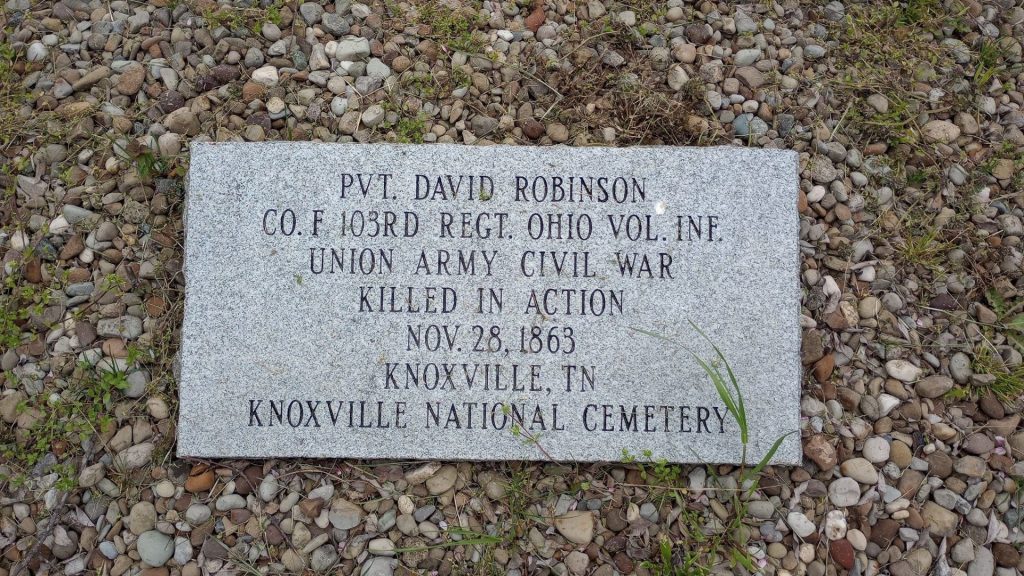 PVT. DAVID ROBINSON
CO. F 103RD REGT. OHIO VOL. INF.
UNION ARMY CIVIL WAR
KILLED IN ACTION
NOV. 28, 1863
KNOXVILLE, TN
KNOXVILLE NATIONAL CEMETERY